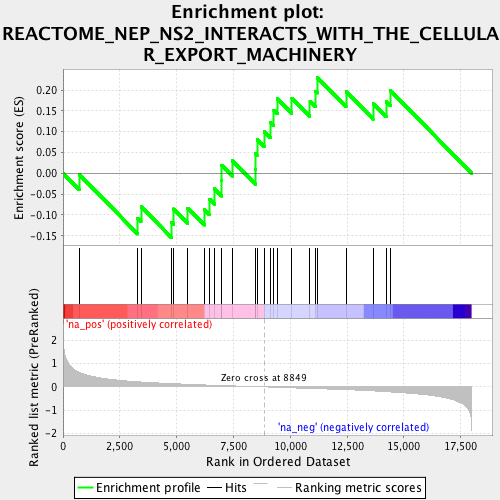 Enrichment plot:
REACTOME_NEP_NS2_INTERACTS_WITH_THE_CELLULA
R_EXPORT_MACHINERY
Enrichment score (ES)
0.20
0.15
0.10
0.05
0.00
-0.05
-0.10
-0.15
'na_pos' (positively correlated)
Ranked list metric (PreRanked)
2
1
0
-1
-2
Zero cross at 8849
'na_neg' (negatively correlated)
0 2,500 5,000 7,500 10,000 12,500 15,000 17,500
Rank in Ordered Dataset
Enrichment profile Hits Ranking metric scores